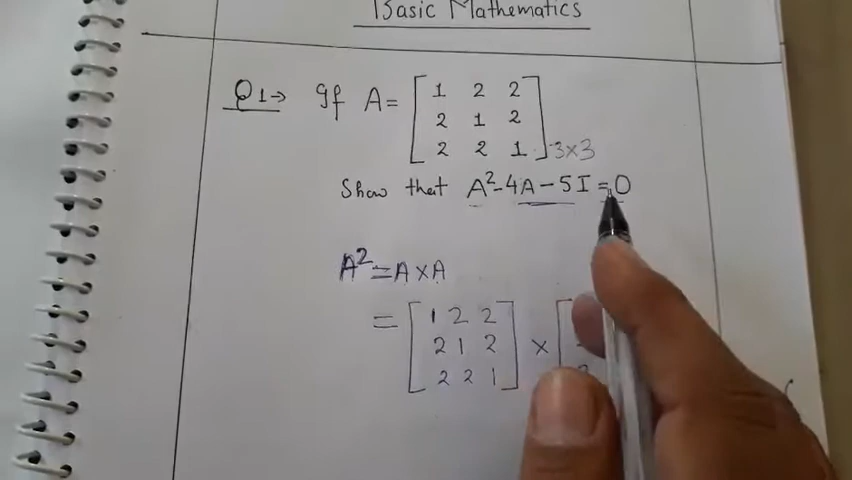 Basic Mathematics
Q1→ If A = [1 2 2
2 1 2
2 2 1] 3×3
Show that A²-4A-5I=0
A²=A×A
= [1 2 2
2 1 2 × [
2 2 1]